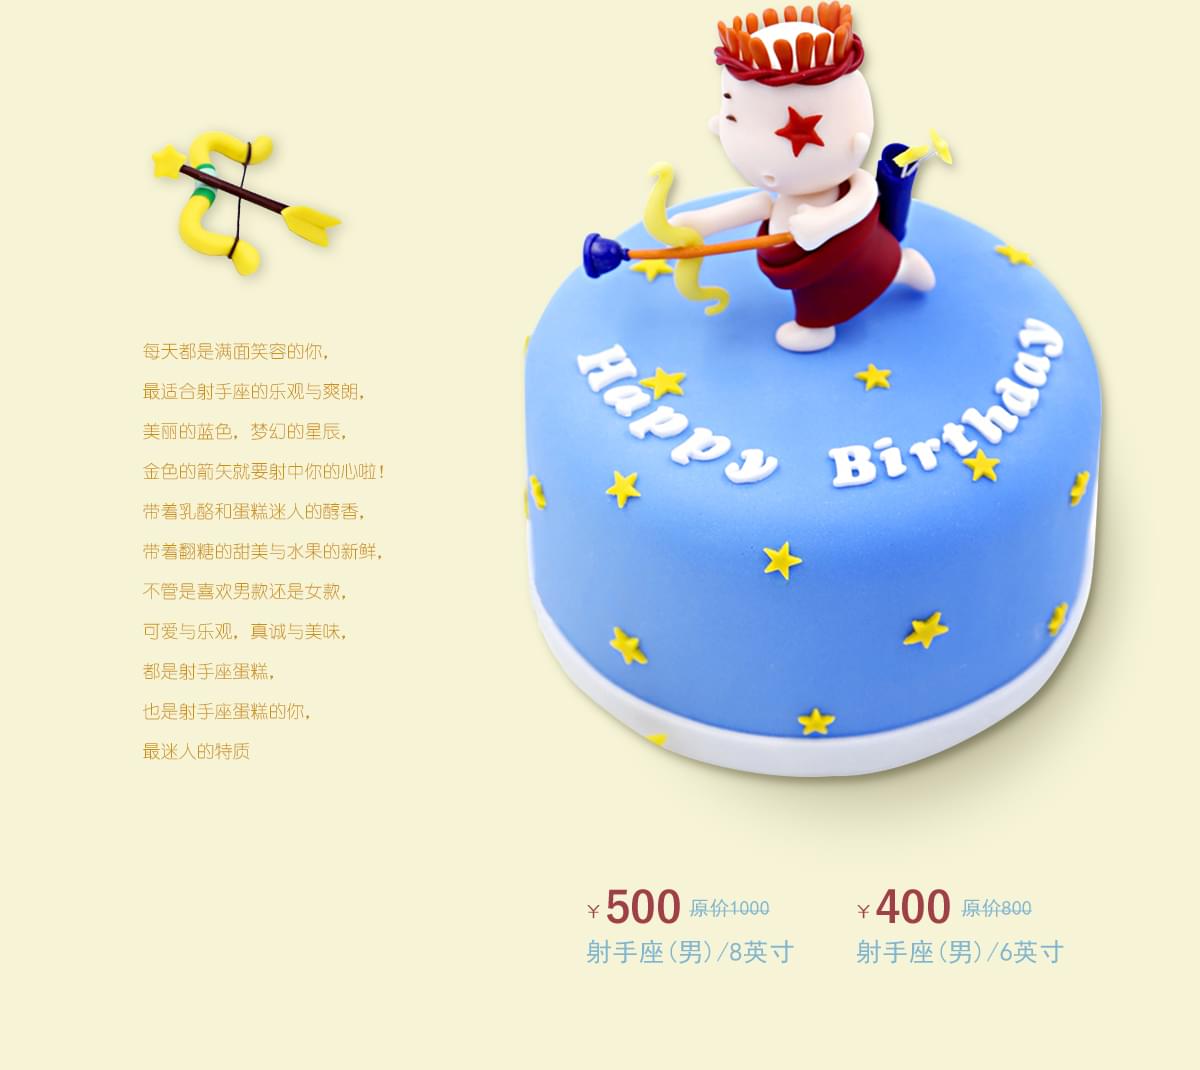 每天都是满面笑容的你，
最适合射手座的乐观与爽朗，
美丽的蓝色，梦幻的星辰，
金色的箭矢就要射中你的心啦！
带着乳酪和蛋糕迷人的醇香，
带着翻糖的甜美与水果的新鲜，
不管是喜欢男款还是女款，
可爱与乐观，真诚与美味，
都是射手座蛋糕，
也是射手座蛋糕的你，
最迷人的特质
Happy Birthday
￥500 原价1000
射手座(男)/8英寸
￥400 原价800
射手座(男)/6英寸